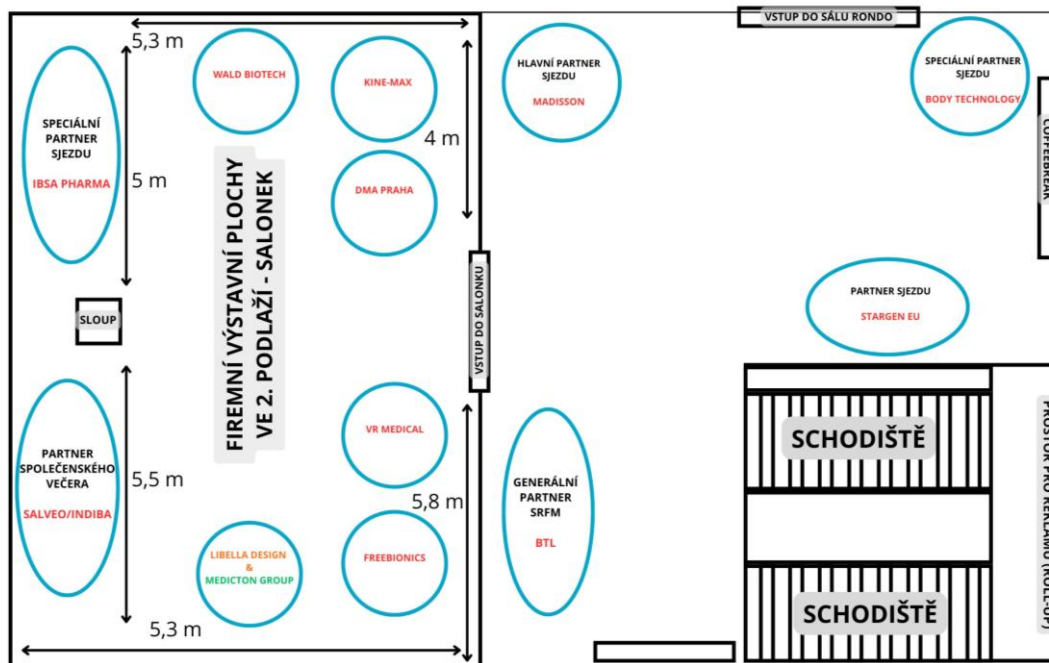 VSTUP DO SÁLU RONDO
5,3 m
WALD BIOTECH
KINE-MAX
HLAVNÍ PARTNER
SJEZDU
MADISSON
SPECIÁLNÍ PARTNER
SJEZDU
BODY TECHNOLOGY
SPECIÁLNÍ
PARTNER
SJEZDU
IBSA PHARMA
5 m
4 m
DMA PRAHA
COFFEEBREAK
FIREMNÍ VÝSTAVNÍ PLOCHY
VE 2. PODLAŽÍ - SALONEK
SLOUP
VSTUP DO SALONKU
PARTNER SJEZDU
STARGEN EU
VR MEDICAL
PARTNER
SPOLEČENSKÉHO
VEČERA
SALVEO/INDIBA
5,5 m
5,8 m
GENERÁLNÍ
PARTNER
SRFM
BTL
SCHODIŠTĚ
PROSTOR PRO REKLAMU (ROLL-UP)
LIBELLA DESIGN
&
MEDICTON GROUP
FREEBIONICS
SCHODIŠTĚ
5,3 m